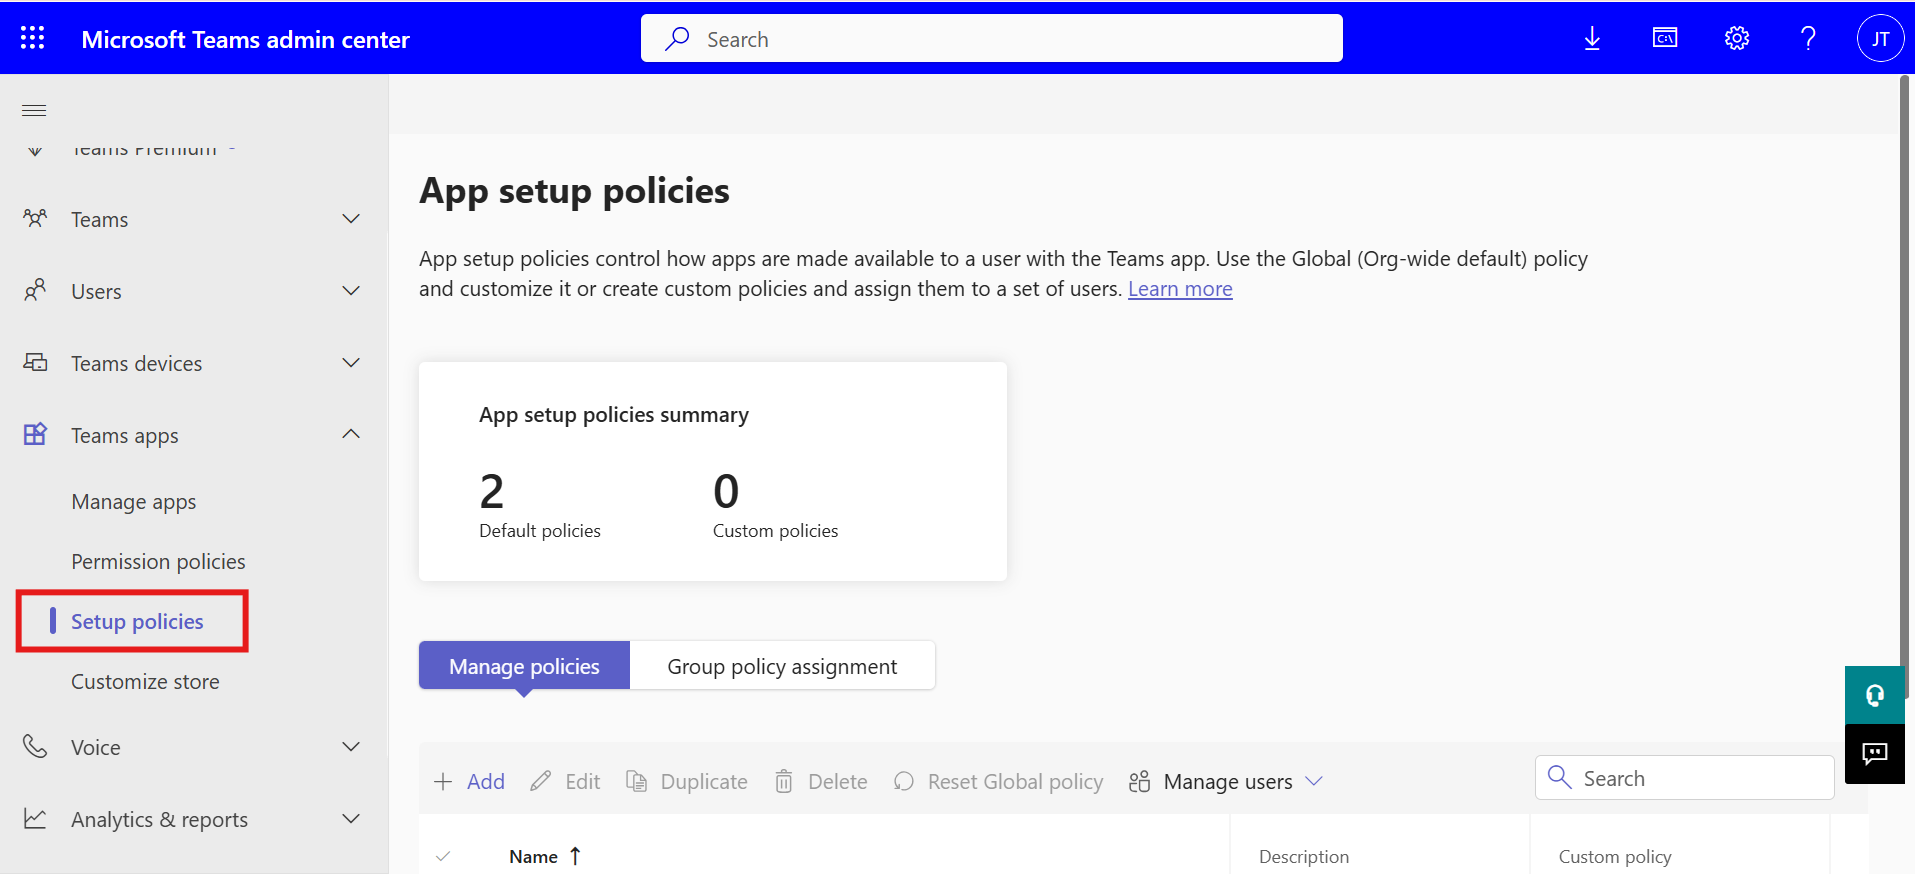 Microsoft Teams admin center
Search
C:\
JT
Teams Premium
Teams
Users
Teams devices
Teams apps
Manage apps
Permission policies
Setup policies
Customize store
Voice
Analytics & reports
App setup policies
App setup policies control how apps are made available to a user with the Teams app. Use the Global (Org-wide default) policy
and customize it or create custom policies and assign them to a set of users. Learn more
App setup policies summary
2 0
Default policies Custom policies
Manage policies Group policy assignment
Add Edit Duplicate Delete Reset Global policy Manage users Search
Name ↑ Description Custom policy